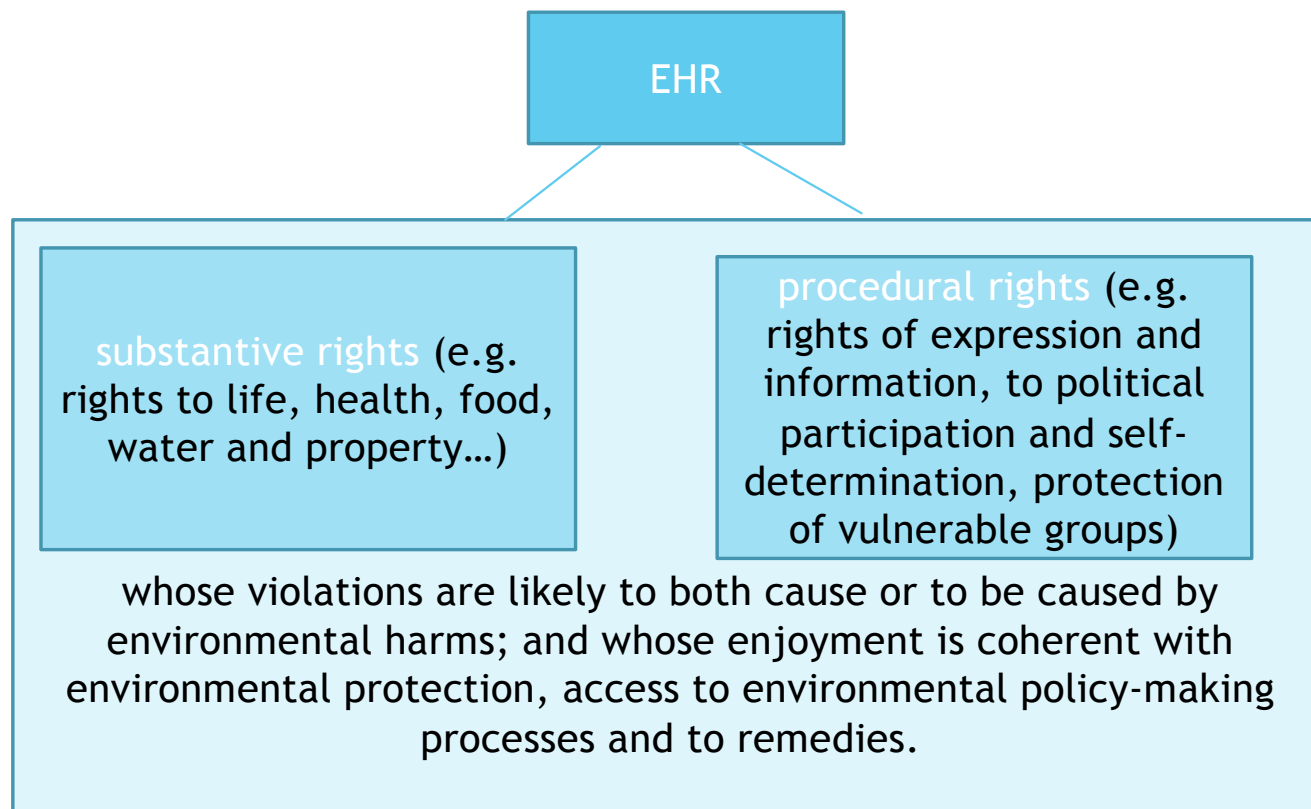 EHR
substantive rights (e.g.
rights to life, health, food,
water and property…)
procedural rights (e.g.
rights of expression and
information, to political
participation and self-
determination, protection
of vulnerable groups)
whose violations are likely to both cause or to be caused by
environmental harms; and whose enjoyment is coherent with
environmental protection, access to environmental policy-making
processes and to remedies.